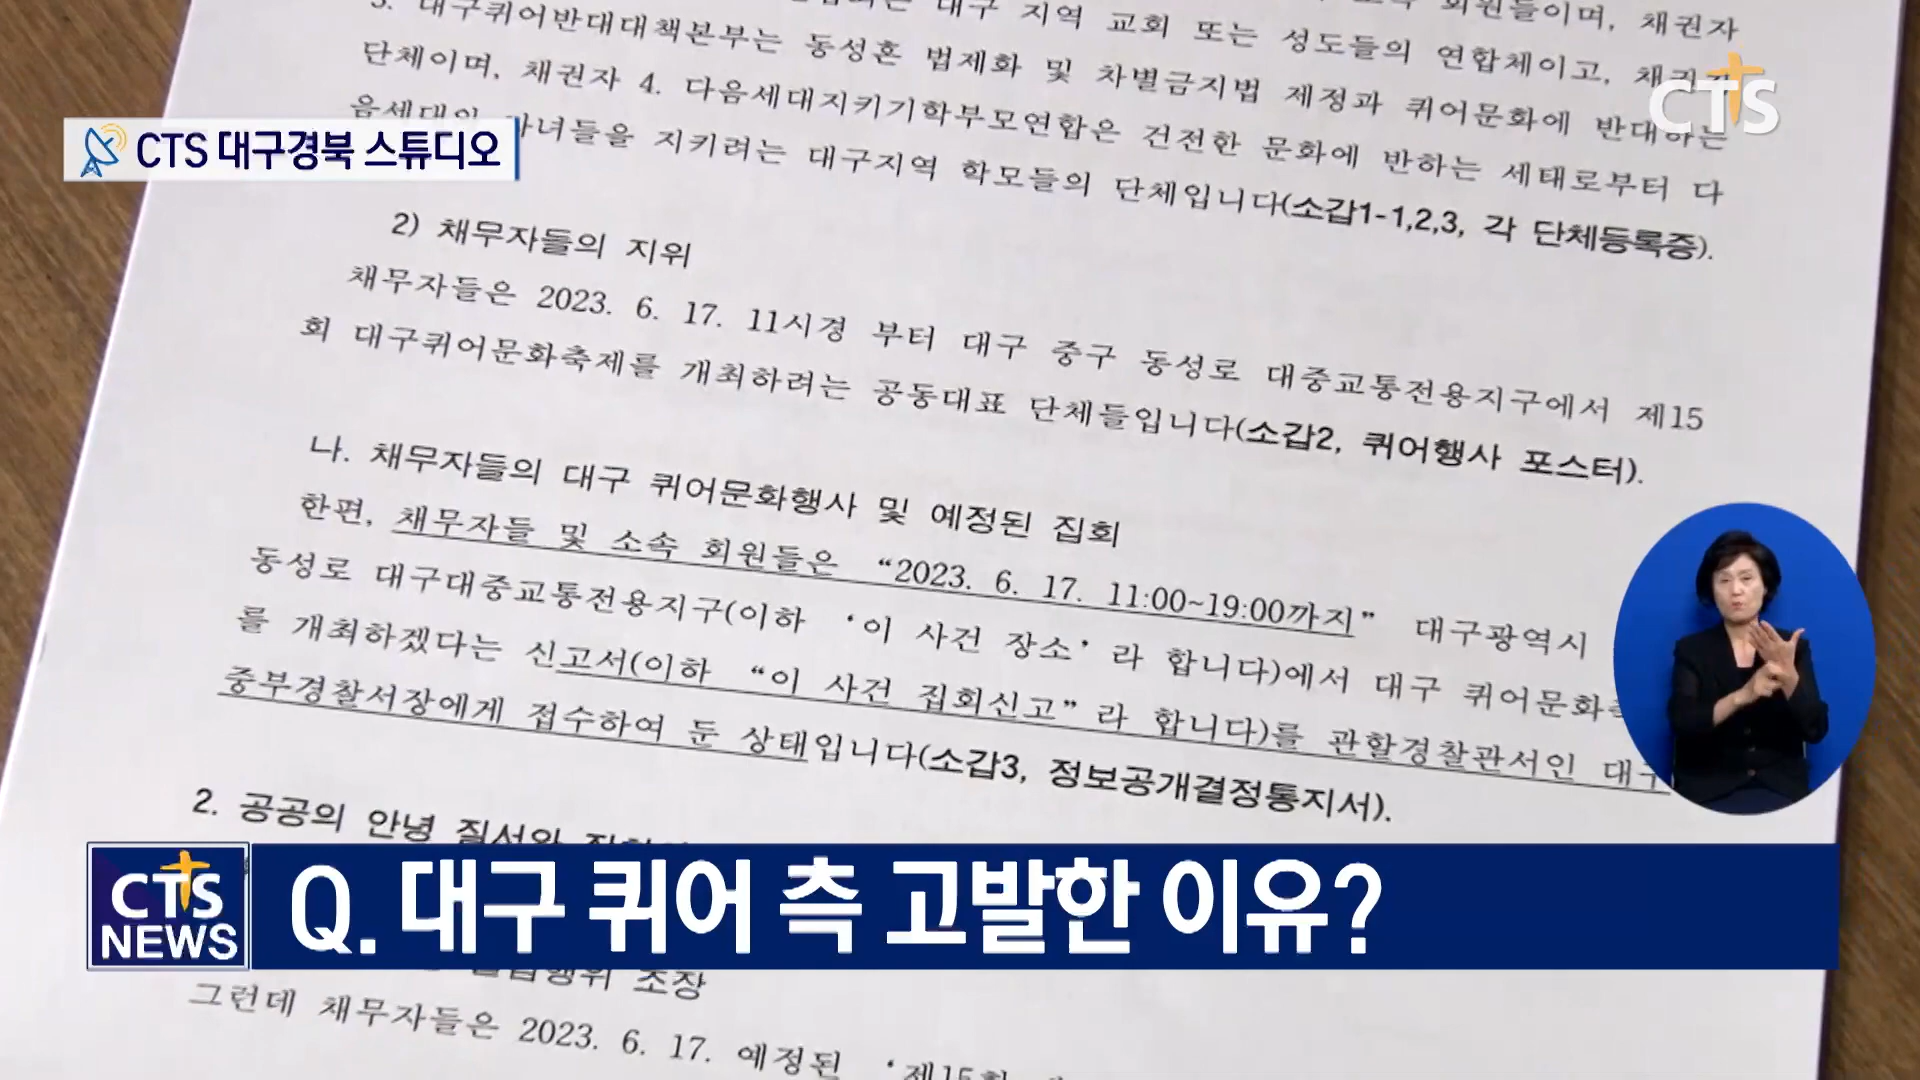 대구 지역 교회 또는 성도들의 연합체이고, 채권자
3. 대구퀴어반대대책본부는 동성혼 법제화 및 차별금지법 제정과 퀴어문화에 반대하는
단체이며, 채권자 4. 다음세대지키기학부모연합은 건전한 문화에 반하는 세태로부터 다
음세대의 자녀들을 지키려는 대구지역 학모들의 단체입니다(소갑1-1,2,3, 각 단체등록증).
CTS
CTS 대구경북 스튜디오
2) 채무자들의 지위
채무자들은 2023. 6. 17. 11시경 부터 대구 중구 동성로 대중교통전용지구에서 제15
회 대구퀴어문화축제를 개최하려는 공동대표 단체들입니다(소갑2, 퀴어행사 포스터).
나. 채무자들의 대구 퀴어문화행사 및 예정된 집회
한편, 채무자들 및 소속 회원들은 “2023. 6. 17. 11:00~19:00까지” 대구광역시
동성로 대구대중교통전용지구(이하 ‘이 사건 장소’라 합니다)에서 대구 퀴어문화
를 개최하겠다는 신고서(이하 “이 사건 집회신고”라 합니다)를 관할경찰관서인 대구
중부경찰서장에게 접수하여 둔 상태입니다(소갑3, 정보공개결정통지서).
2. 공공의 안녕 질서와
CTS NEWS
Q. 대구 퀴어 측 고발한 이유?
조장
그런데 채무자들은 2023. 6. 17. 예정된 ‘제15회